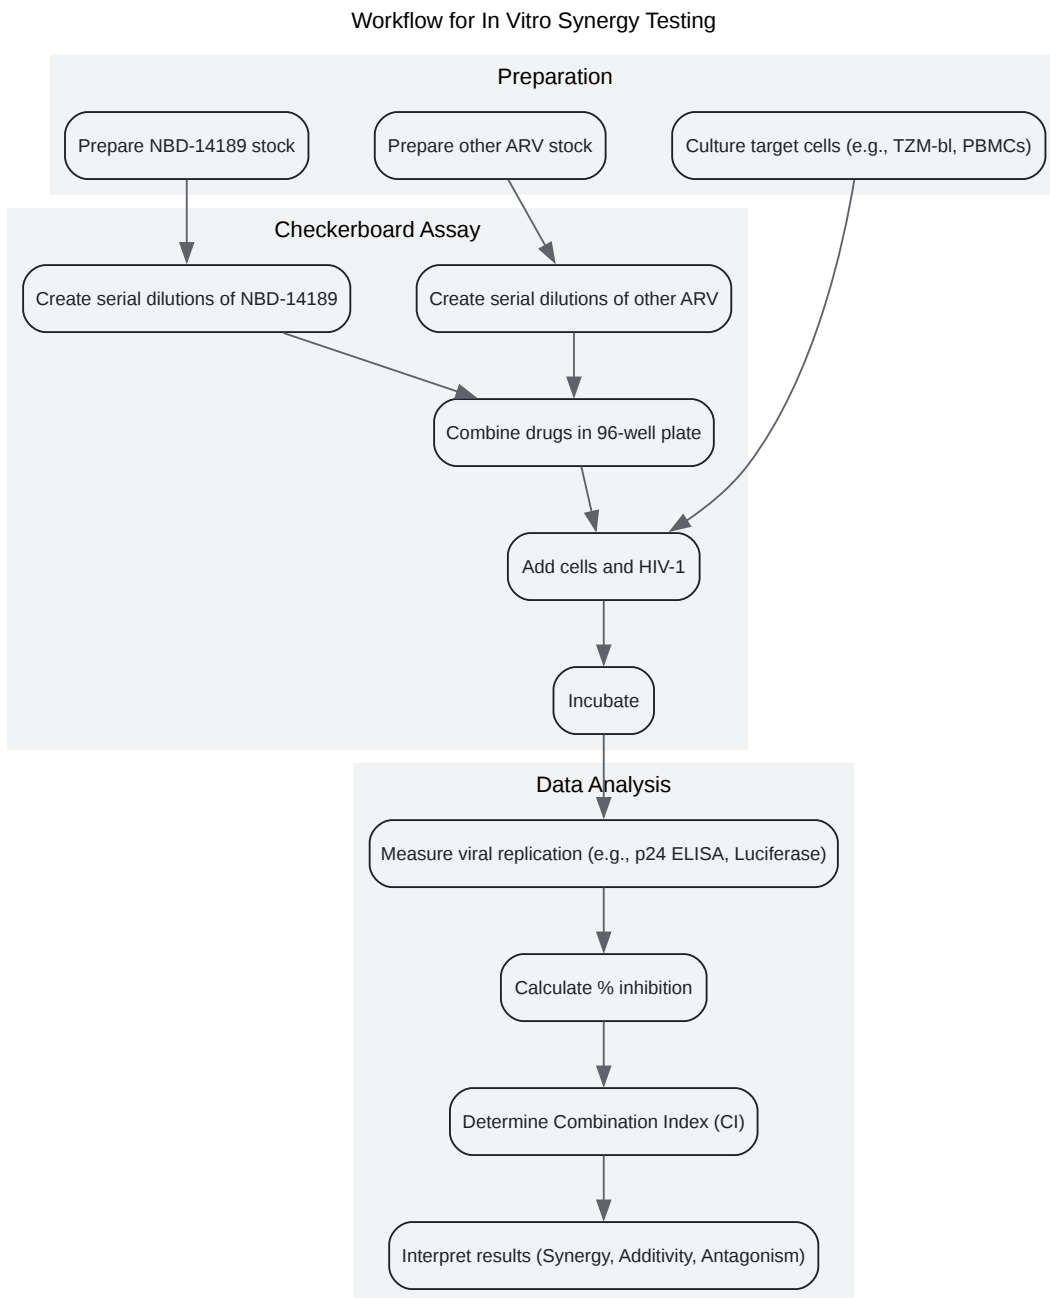 Workflow for In Vitro Synergy Testing
Preparation
Prepare NBD-14189 stock
Prepare other ARV stock
Culture target cells (e.g., TZM-bl, PBMCs)
Checkerboard Assay
Create serial dilutions of NBD-14189
Create serial dilutions of other ARV
Combine drugs in 96-well plate
Add cells and HIV-1
Incubate
Data Analysis
Measure viral replication (e.g., p24 ELISA, Luciferase)
Calculate % inhibition
Determine Combination Index (CI)
Interpret results (Synergy, Additivity, Antagonism)